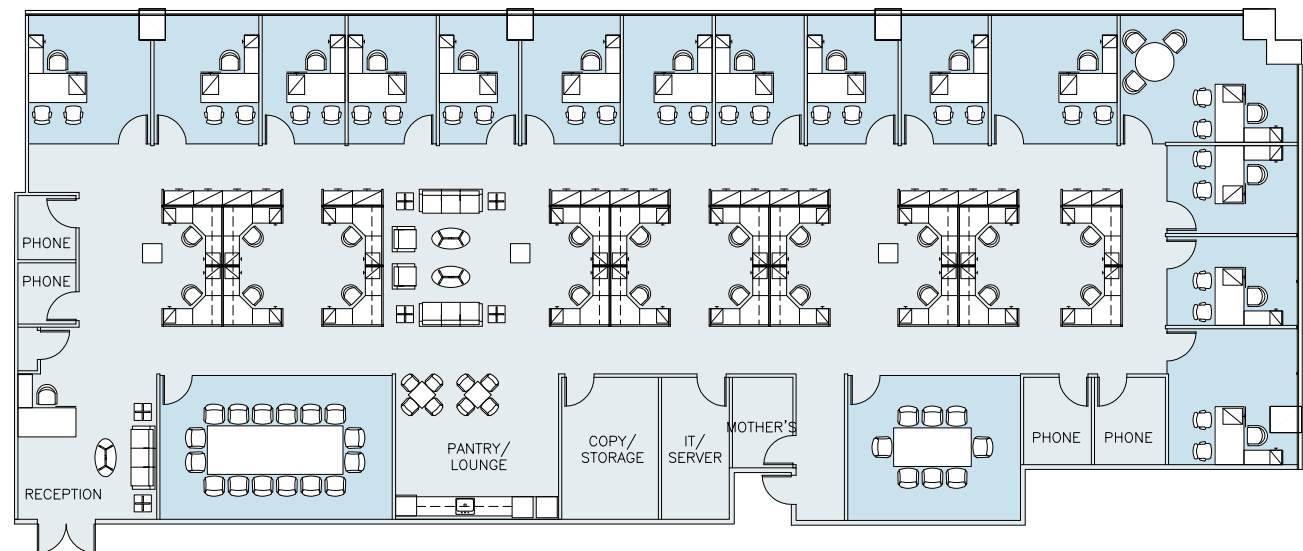 PHONE
PHONE
RECEPTION
PANTRY/
LOUNGE
COPY/
STORAGE
IT/
SERVER
MOTHER'S
PHONE
PHONE